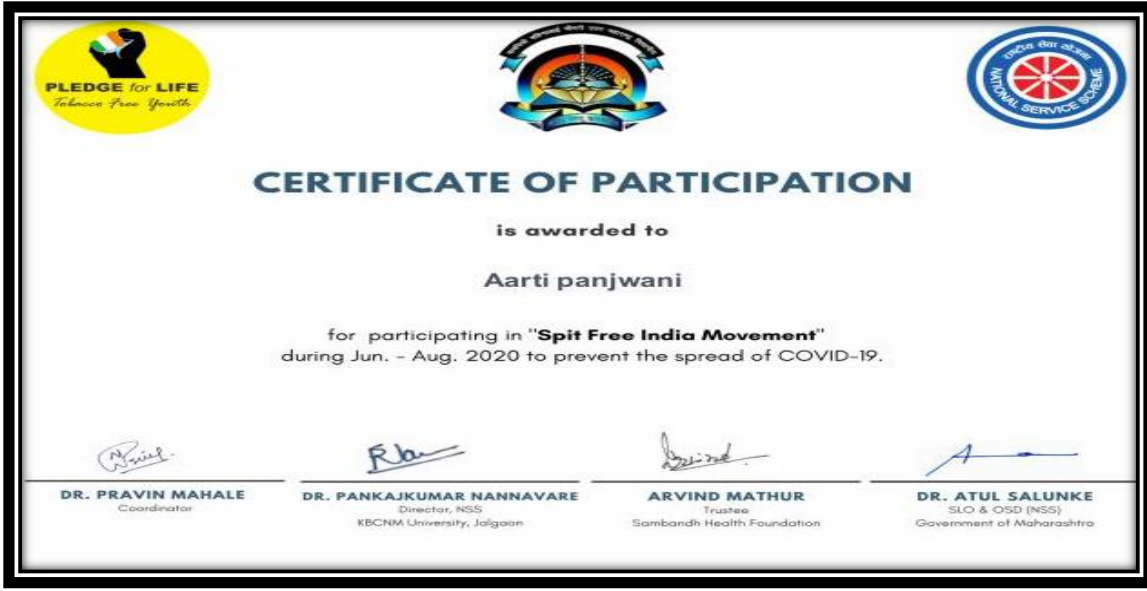 PLEDGE for LIFE
Tobacco Free Youth
राष्ट्रीय सेवा योजना
NATIONAL SERVICE SCHEME
CERTIFICATE OF PARTICIPATION
is awarded to
Aarti panjwani
for participating in "Spit Free India Movement"
during Jun. - Aug. 2020 to prevent the spread of COVID-19.
DR. PRAVIN MAHALE
Coordinator
DR. PANKAJKUMAR NANNAVARE
Director, NSS
KBCNM University, Jalgaon
ARVIND MATHUR
Trustee
Sambandh Health Foundation
DR. ATUL SALUNKE
SLO & OSD (NSS)
Government of Maharashtra